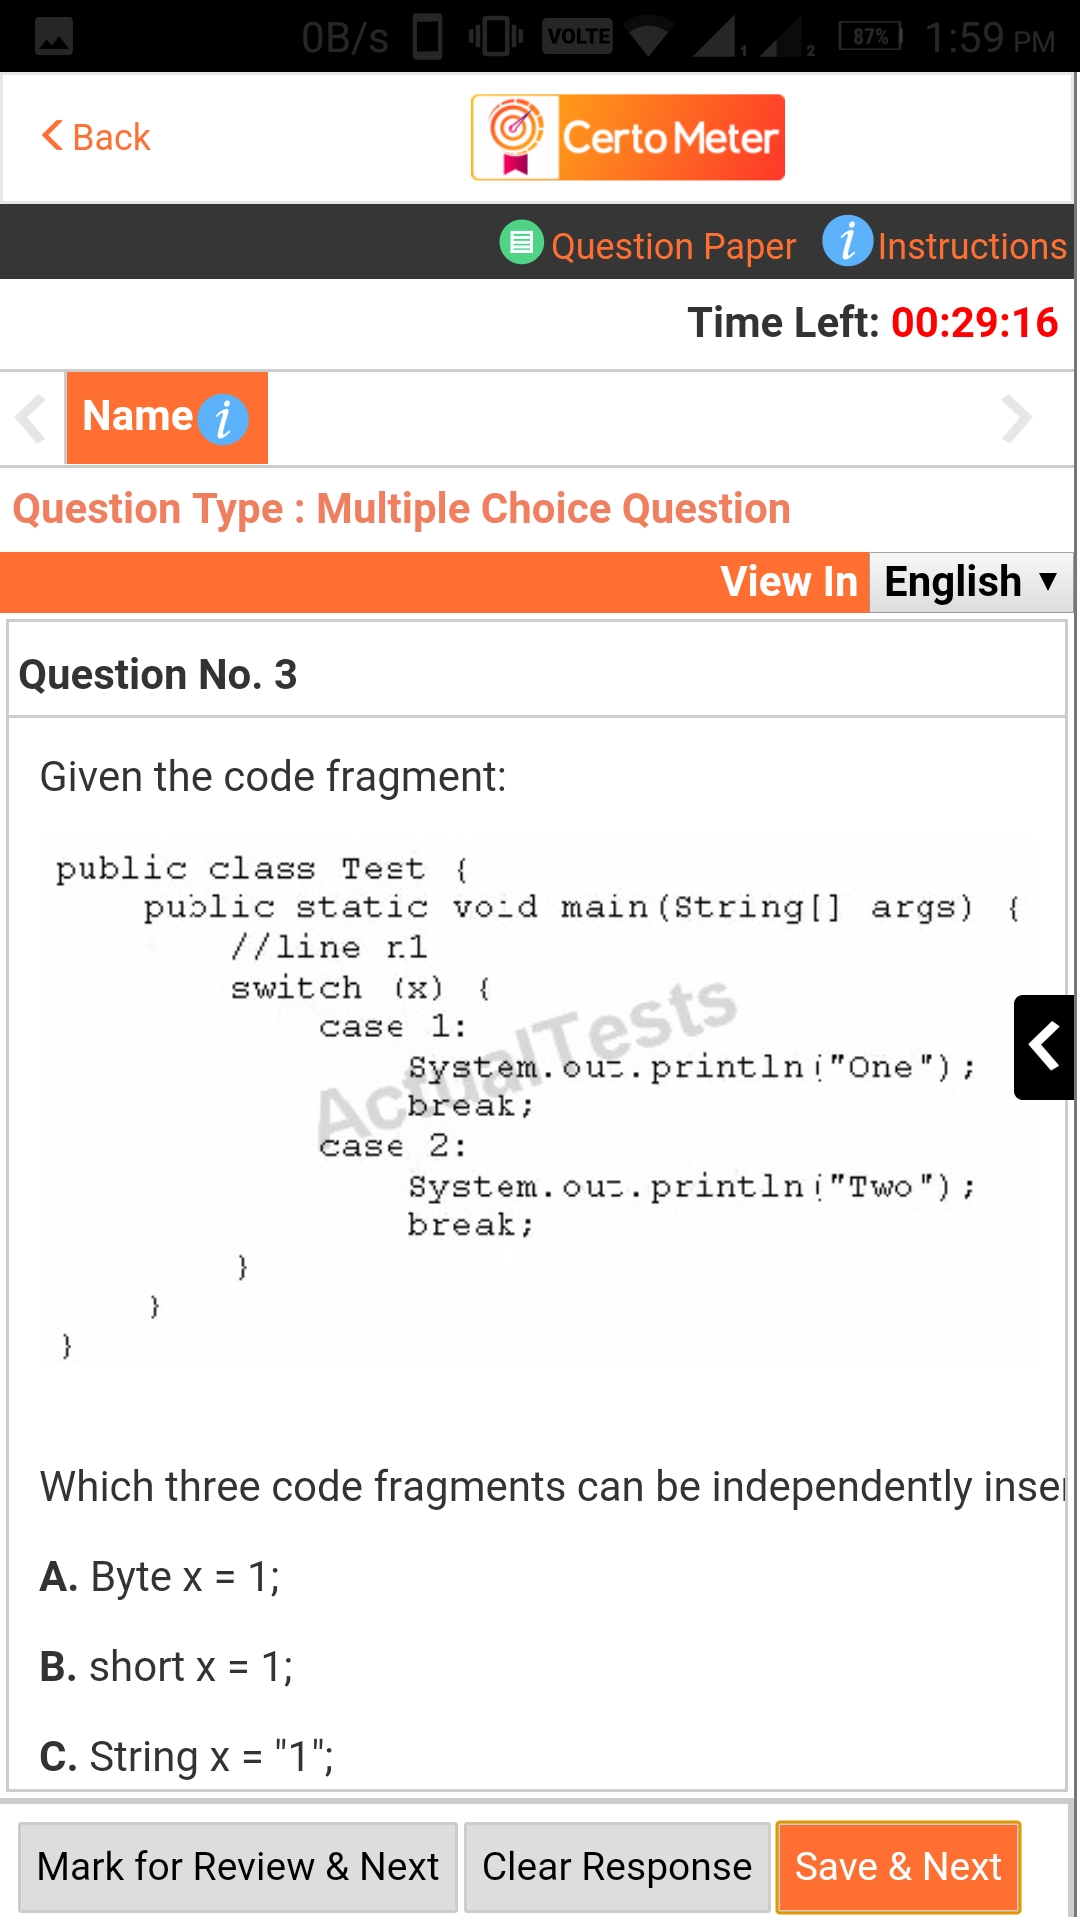 0B/s VOLTE 1 2 87% 1:59 PM
Back
Certo Meter
Question Paper i Instructions
Time Left: 00:29:16
Name i
Question Type : Multiple Choice Question
View In English
Question No. 3
Given the code fragment:
public class Test {
public static void main(String[] args) {
//line n1
switch (x) {
case 1:
System.out.println("One");
break;
case 2:
System.out.println("Two");
break;
}
}
}
ActualTests
Which three code fragments can be independently inse
A. Byte x = 1;
B. short x = 1;
C. String x = "1";
Mark for Review & Next Clear Response Save & Next